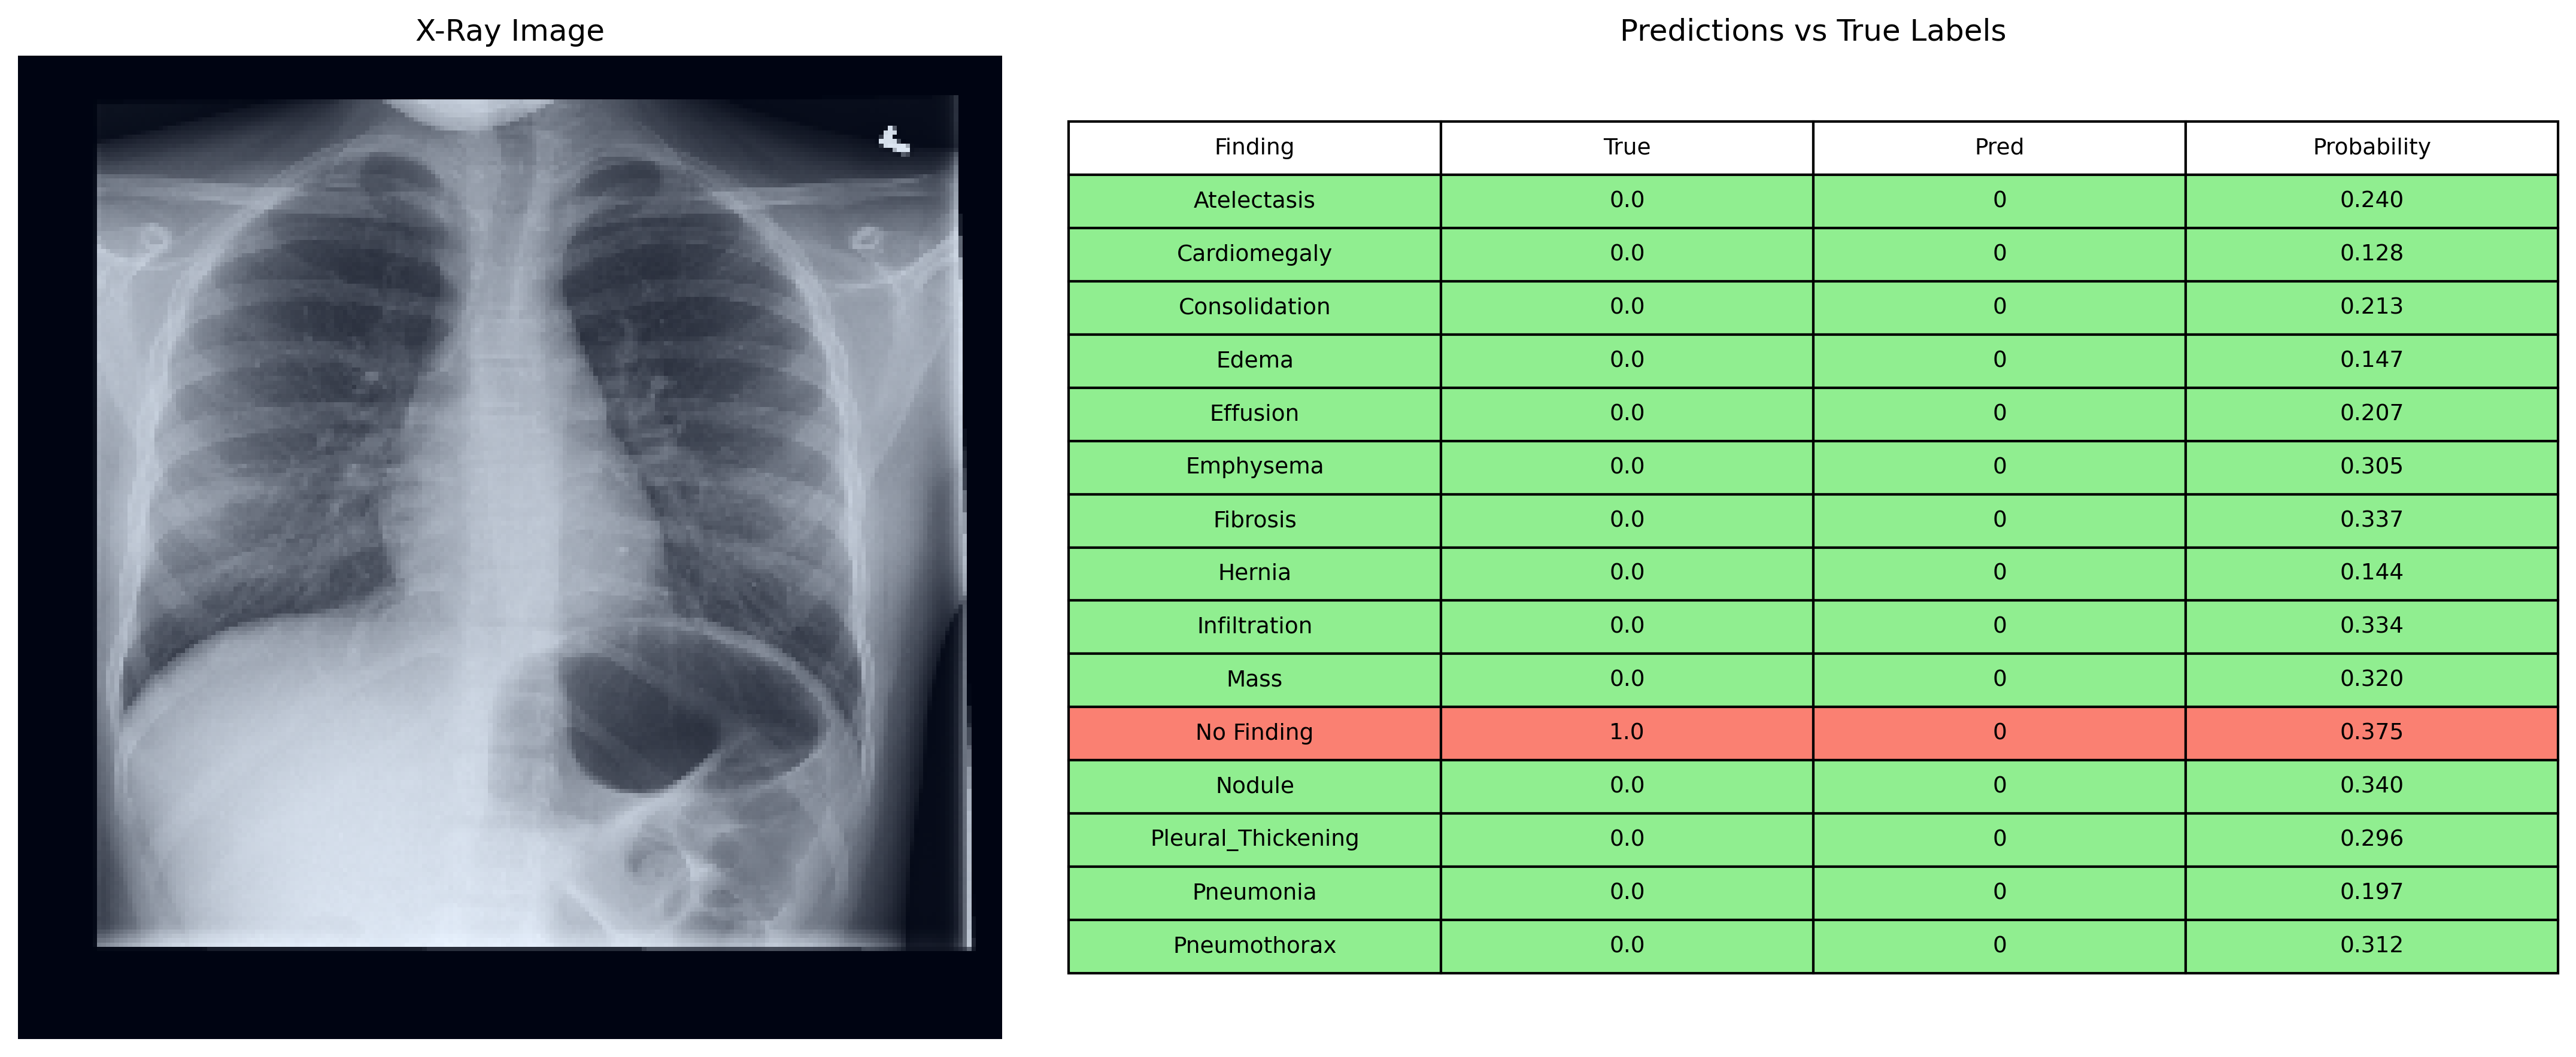 X-Ray Image
Predictions vs True Labels
Finding True Pred Probability
Atelectasis 0.0 0 0.240
Cardiomegaly 0.0 0 0.128
Consolidation 0.0 0 0.213
Edema 0.0 0 0.147
Effusion 0.0 0 0.207
Emphysema 0.0 0 0.305
Fibrosis 0.0 0 0.337
Hernia 0.0 0 0.144
Infiltration 0.0 0 0.334
Mass 0.0 0 0.320
No Finding 1.0 0 0.375
Nodule 0.0 0 0.340
Pleural_Thickening 0.0 0 0.296
Pneumonia 0.0 0 0.197
Pneumothorax 0.0 0 0.312